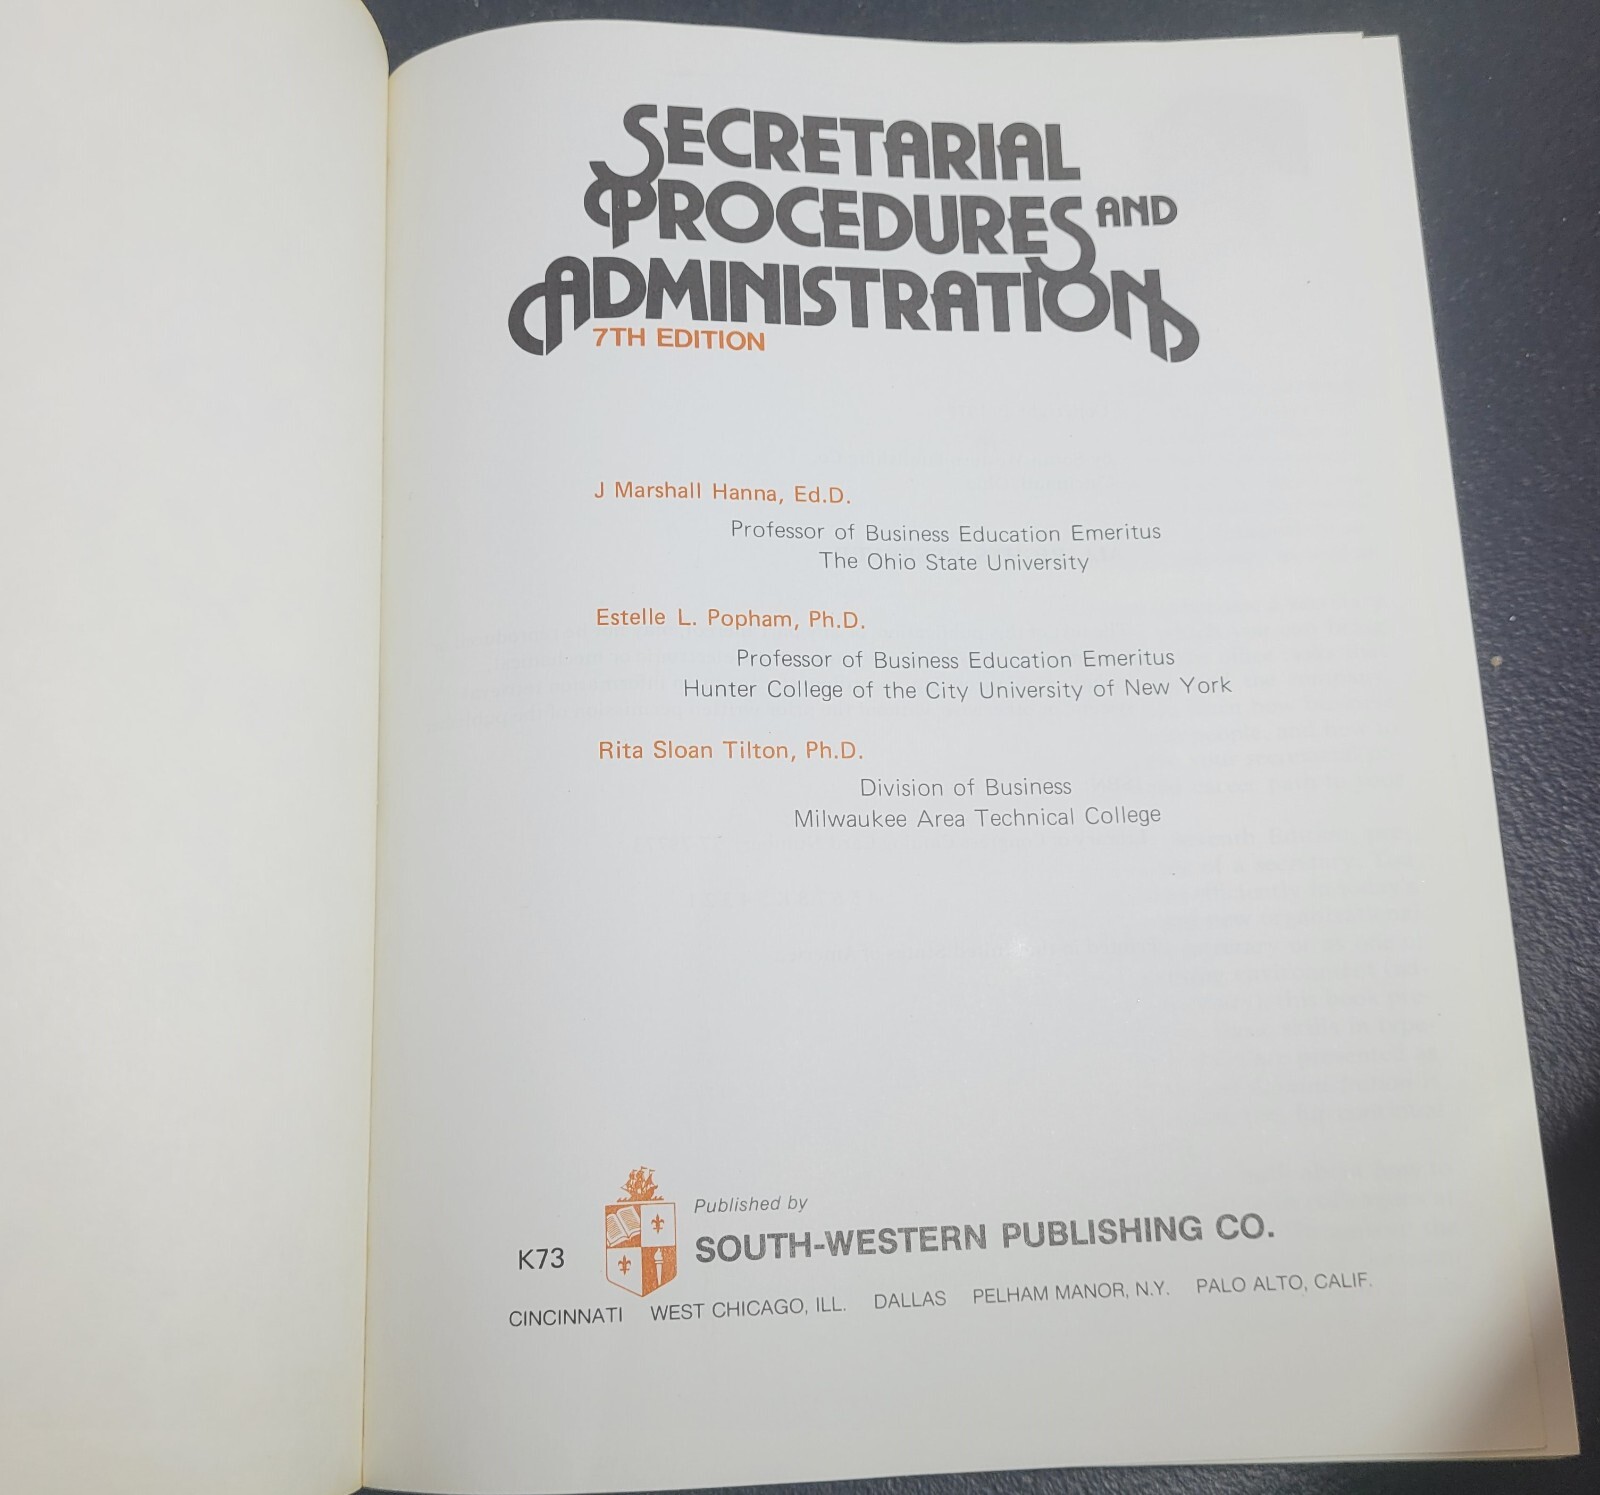 SECRETARIAL
PROCEDURES AND
ADMINISTRATION
7TH EDITION
J Marshall Hanna, Ed.D.
Professor of Business Education Emeritus
The Ohio State University
Estelle L. Popham, Ph.D.
Professor of Business Education Emeritus
Hunter College of the City University of New York
Rita Sloan Tilton, Ph.D.
Division of Business
Milwaukee Area Technical College
Published by
K73 SOUTH-WESTERN PUBLISHING CO.
CINCINNATI WEST CHICAGO, ILL. DALLAS PELHAM MANOR, N.Y. PALO ALTO, CALIF.